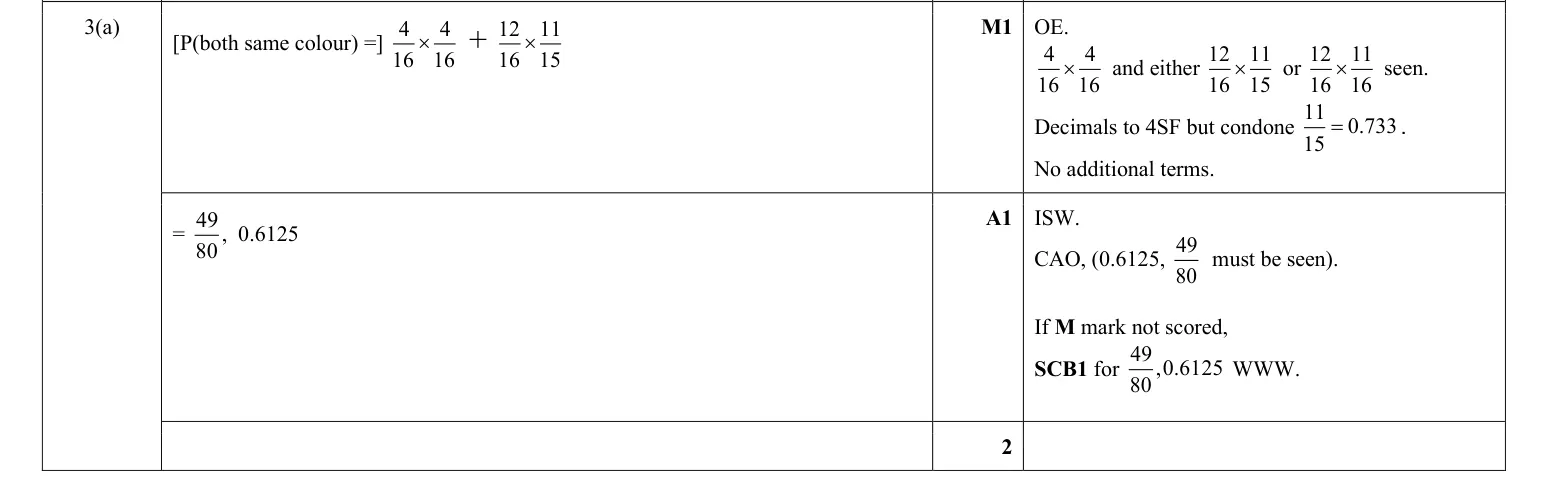 3(a)
[P(both same colour) =] 4/16 × 4/16 + 12/16 × 11/15
M1
OE.
4/16 × 4/16 and either 12/16 × 11/15 or 12/16 × 11/16 seen.
Decimals to 4SF but condone 11/15 = 0.733 .
No additional terms.
= 49/80, 0.6125
A1
ISW.
CAO, (0.6125, 49/80 must be seen).
If M mark not scored,
SCB1 for 49/80,0.6125 WWW.
2